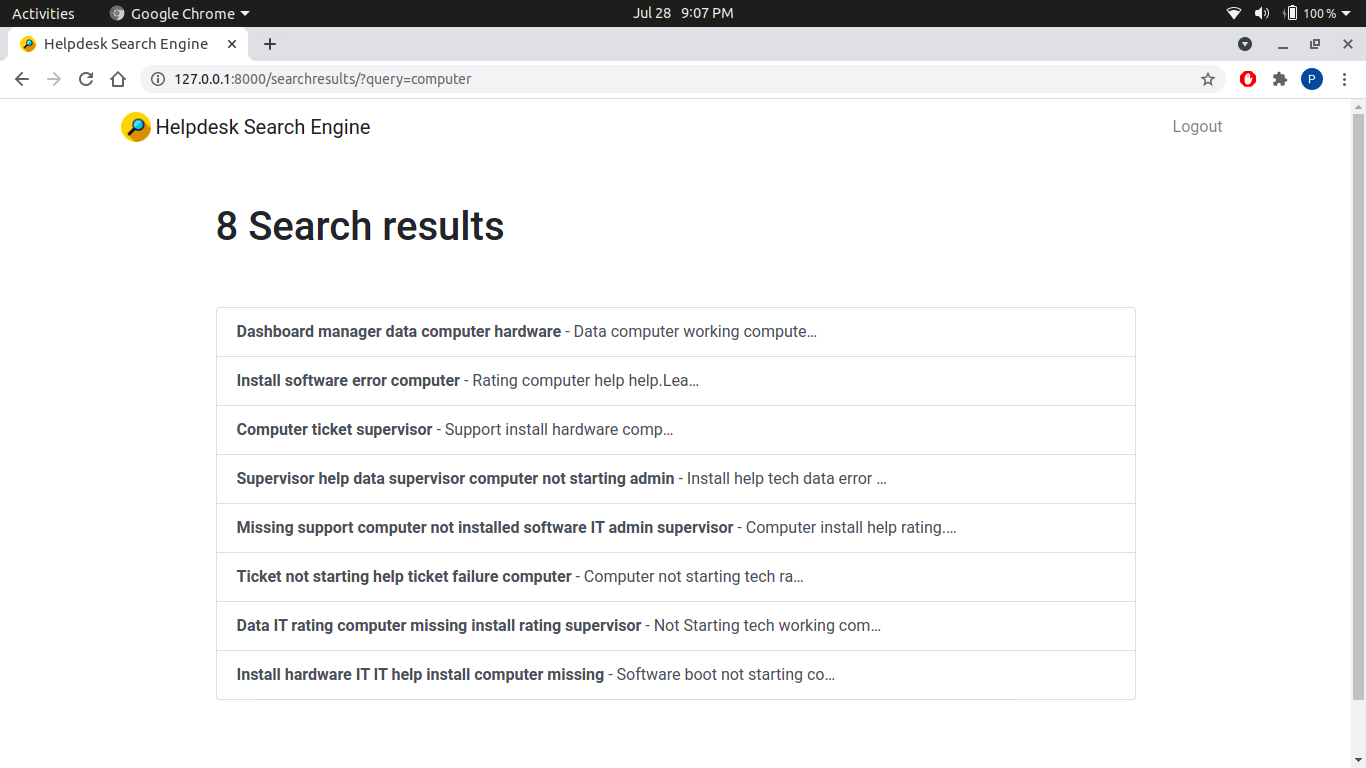 Activities Google Chrome Jul 28 9:07 PM 100 %
Helpdesk Search Engine
127.0.0.1:8000/searchresults/?query=computer P
Helpdesk Search Engine Logout
8 Search results
Dashboard manager data computer hardware - Data computer working compute…
Install software error computer - Rating computer help help.Lea…
Computer ticket supervisor - Support install hardware comp…
Supervisor help data supervisor computer not starting admin - Install help tech data error …
Missing support computer not installed software IT admin supervisor - Computer install help rating.…
Ticket not starting help ticket failure computer - Computer not starting tech ra…
Data IT rating computer missing install rating supervisor - Not Starting tech working com…
Install hardware IT IT help install computer missing - Software boot not starting co…